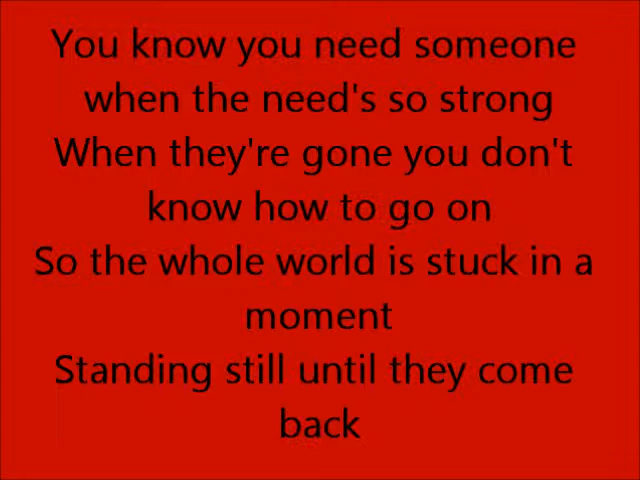 You know you need someone
when the need's so strong
When they're gone you don't
know how to go on
So the whole world is stuck in a
moment
Standing still until they come
back